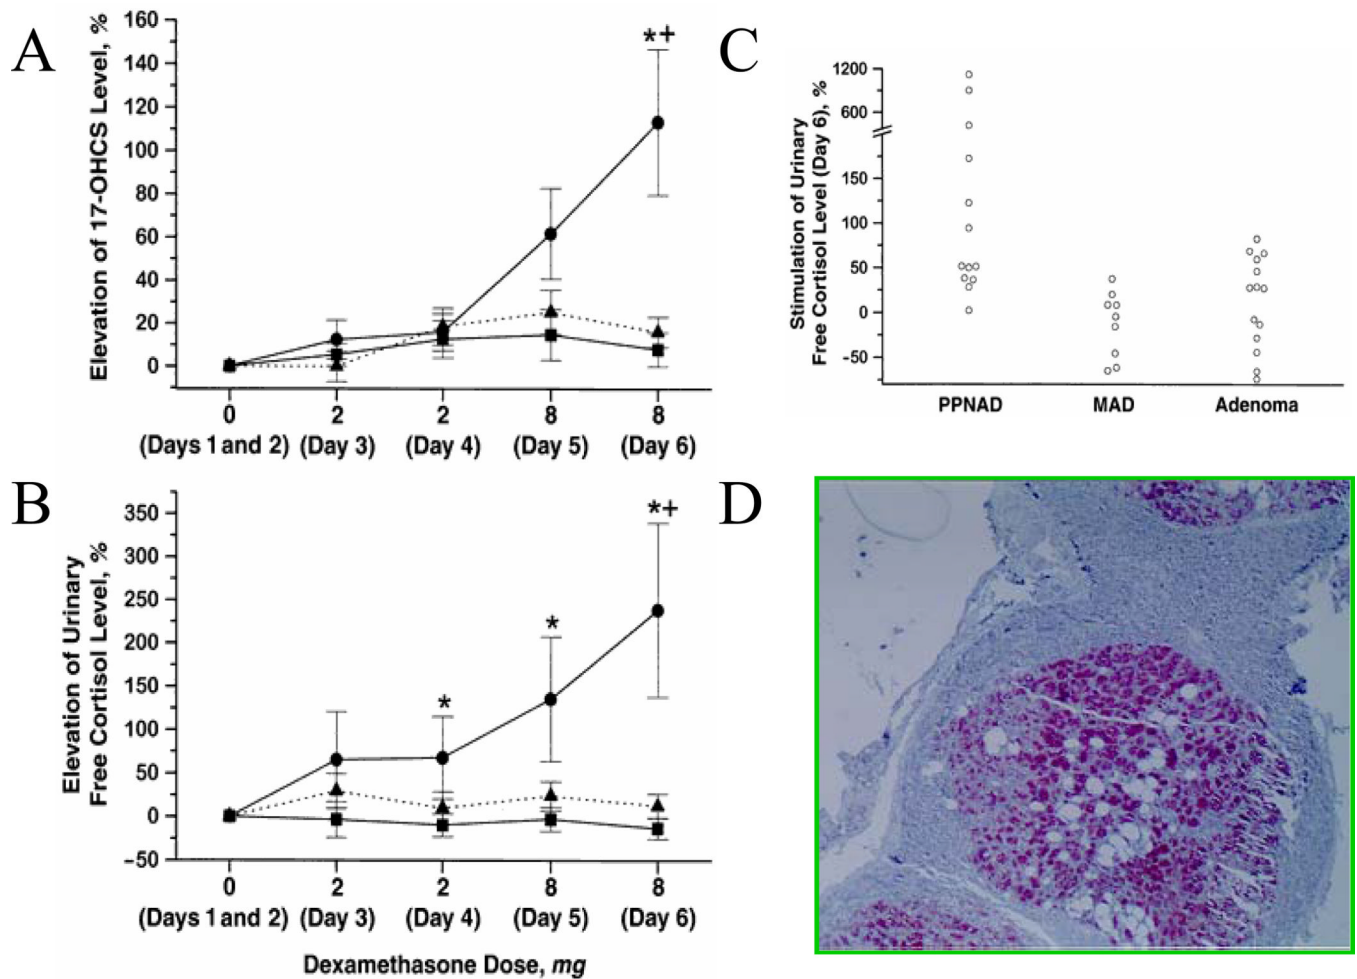 A
Elevation of 17-OHCS Level, %
160
140
120
100
80
60
40
20
0
*+
0 2 2 8 8
(Days 1 and 2) (Day 3) (Day 4) (Day 5) (Day 6)
B
Elevation of Urinary
Free Cortisol Level, %
350
300
250
200
150
100
50
0
−50
*
*
*+
0 2 2 8 8
(Days 1 and 2) (Day 3) (Day 4) (Day 5) (Day 6)
Dexamethasone Dose, mg
C
Stimulation of Urinary
Free Cortisol Level (Day 6), %
1200
600
150
100
50
0
−50
PPNAD MAD Adenoma
D